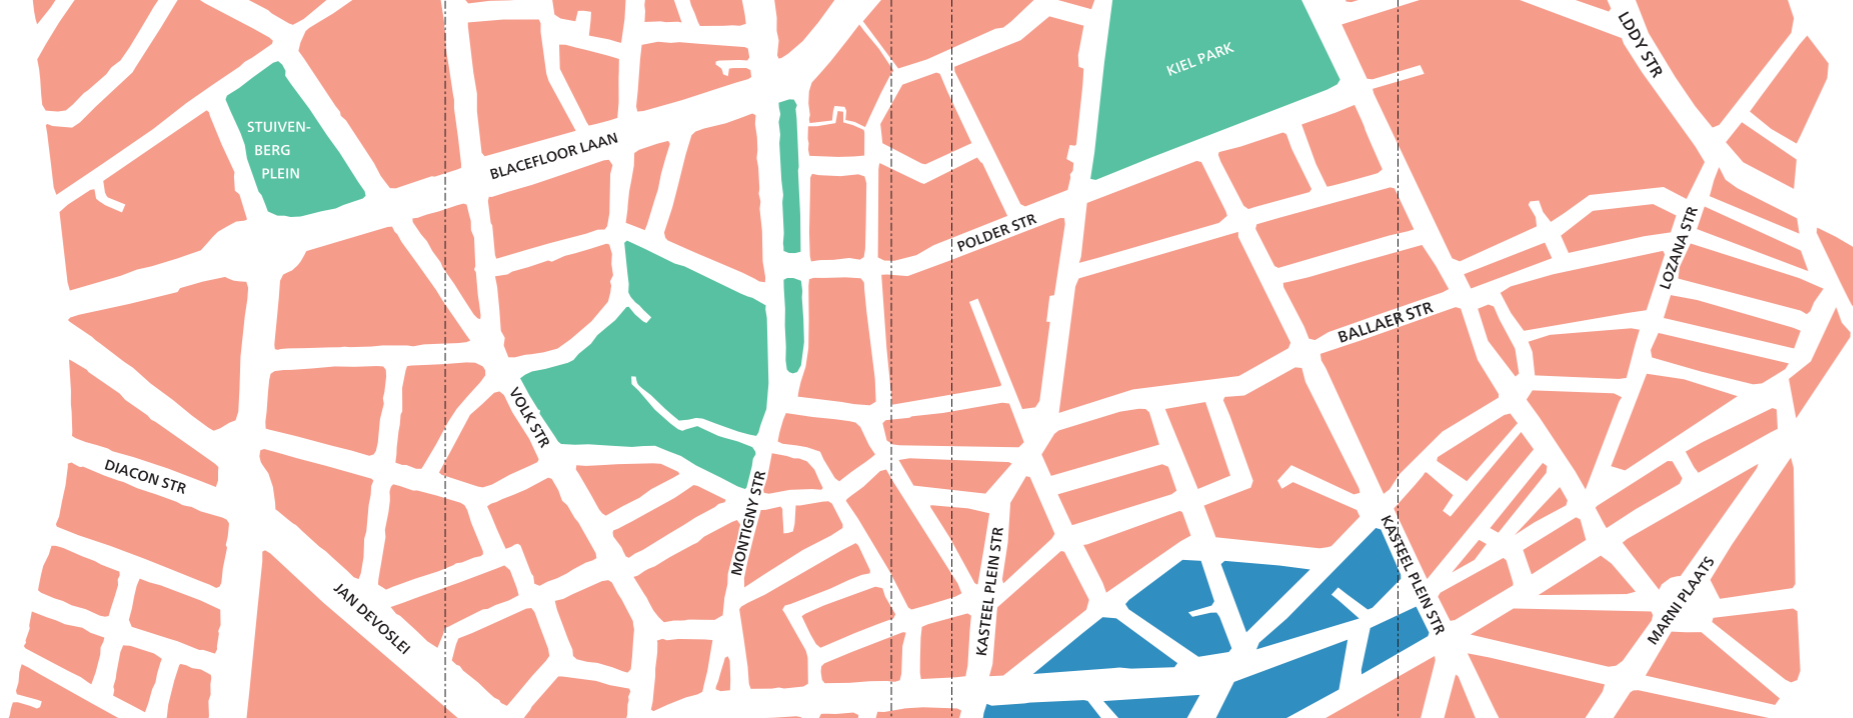 LDDY STR
KIEL PARK
STUIVEN-
BERG
PLEIN
BLACEFLOOR LAAN
POLDER STR
LOZANA STR
BALLAER STR
VOLK STR
DIACON STR
MONTIGNY STR
KASTEEL PLEIN STR
KASTEEL PLEIN STR
JAN DEVOSLEI
MARNI PLAATS